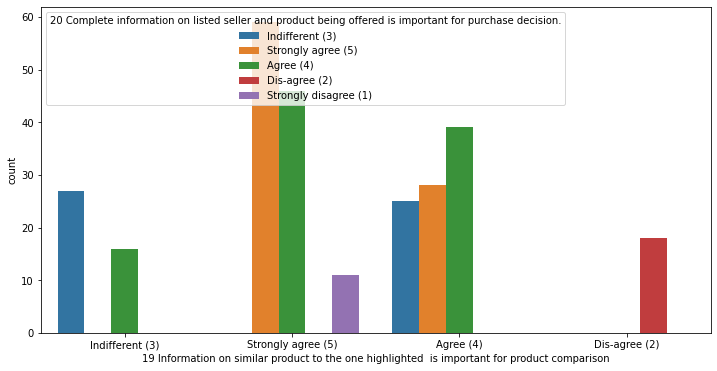 20 Complete information on listed seller and product being offered is important for purchase decision.
Indifferent (3)
Strongly agree (5)
Agree (4)
Dis-agree (2)
Strongly disagree (1)
60
50
40
30
20
10
0
count
Indifferent (3)
Strongly agree (5)
Agree (4)
Dis-agree (2)
19 Information on similar product to the one highlighted  is important for product comparison